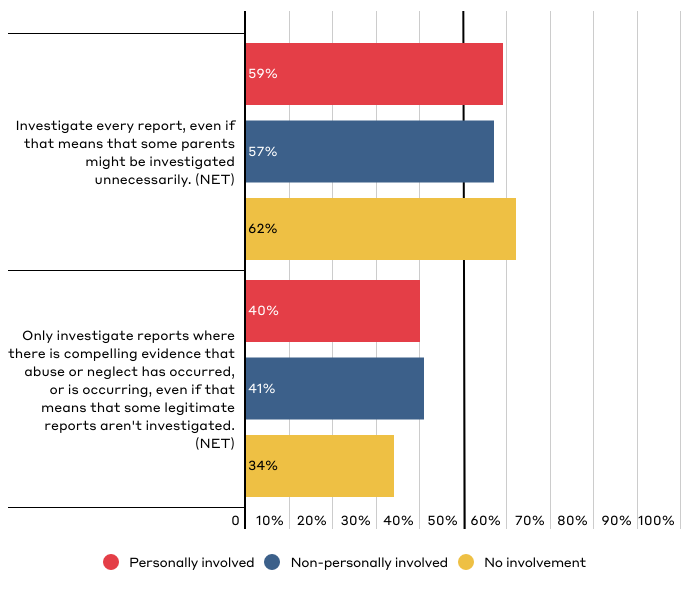 59%
Investigate every report, even if
that means that some parents
might be investigated
unnecessarily. (NET)
57%
62%
40%
Only investigate reports where
there is compelling evidence that
abuse or neglect has occurred,
or is occurring, even if that
means that some legitimate
reports aren't investigated.
(NET)
41%
34%
0 10% 20% 30% 40% 50% 60% 70% 80% 90% 100%
Personally involved Non-personally involved No involvement